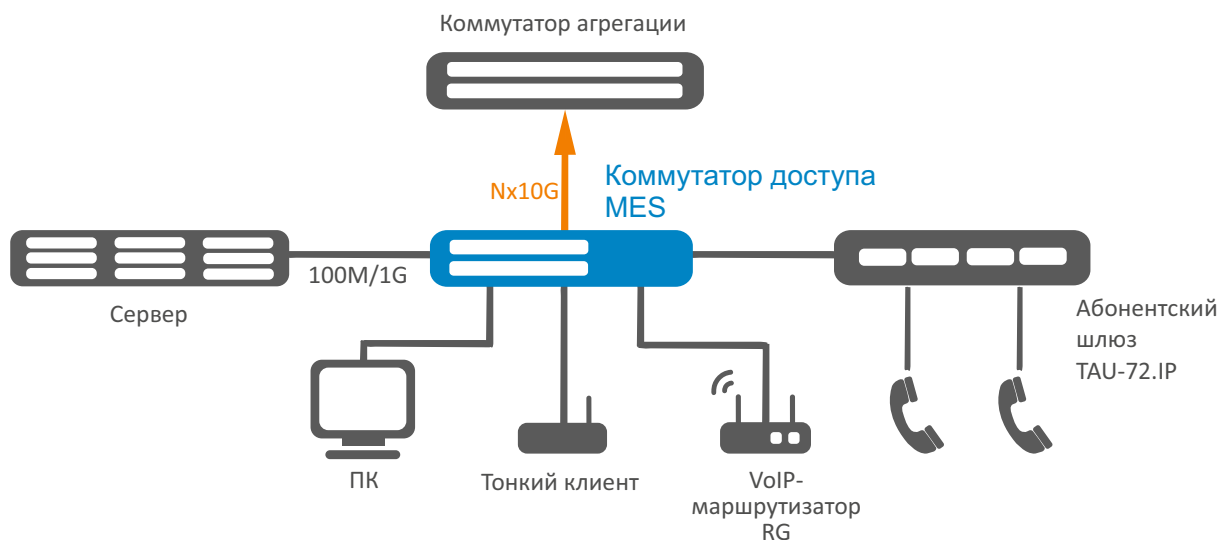 Коммутатор агрегации
Nx10G
Коммутатор доступа
MES
100M/1G
Сервер
Абонентский
шлюз
TAU-72.IP
ПК
Тонкий клиент
VoIP-
маршрутизатор
RG